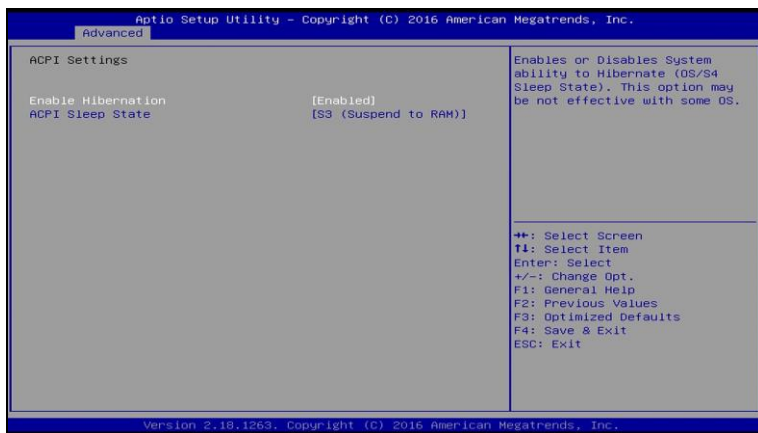 Aptio Setup Utility – Copyright (C) 2016 American Megatrends, Inc.
Advanced
ACPI Settings
Enable Hibernation [Enabled]
ACPI Sleep State [S3 (Suspend to RAM)]
Enables or Disables System
ability to Hibernate (OS/S4
Sleep State). This option may
be not effective with some OS.
→←: Select Screen
↑↓: Select Item
Enter: Select
+/-: Change Opt.
F1: General Help
F2: Previous Values
F3: Optimized Defaults
F4: Save & Exit
ESC: Exit
Version 2.18.1263. Copyright (C) 2016 American Megatrends, Inc.